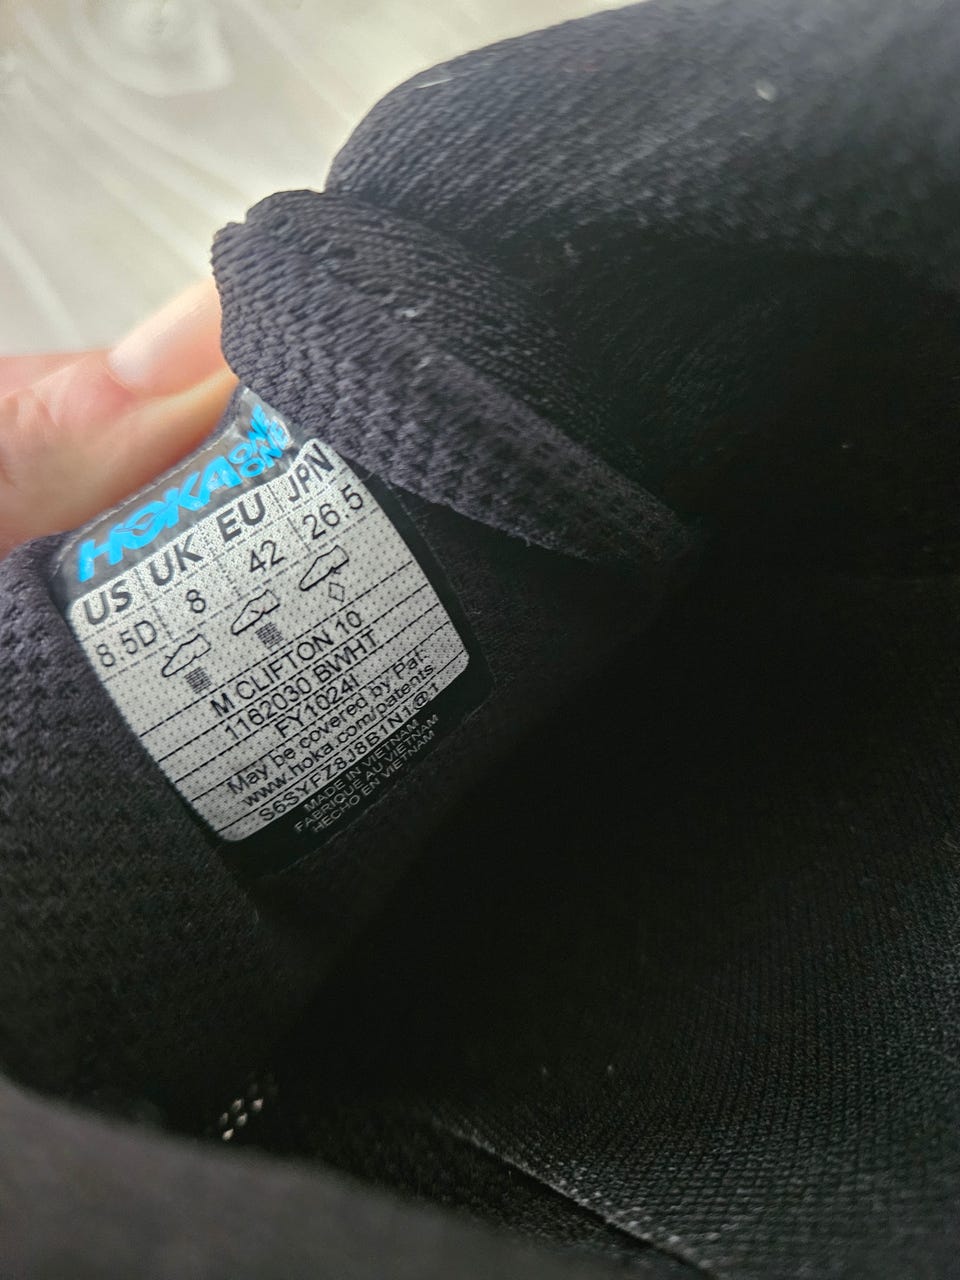 HOKA ONE ONE
US UK EU JPN
8.5D 8 42 26.5
M CLIFTON 10
1162030 BWHT
FY1024I
May be covered by Pat.
www.hoka.com/patents
S6SYFZ8J8B1N1@1
MADE IN VIETNAM
FABRIQUÉ AU VIETNAM
HECHO EN VIETNAM